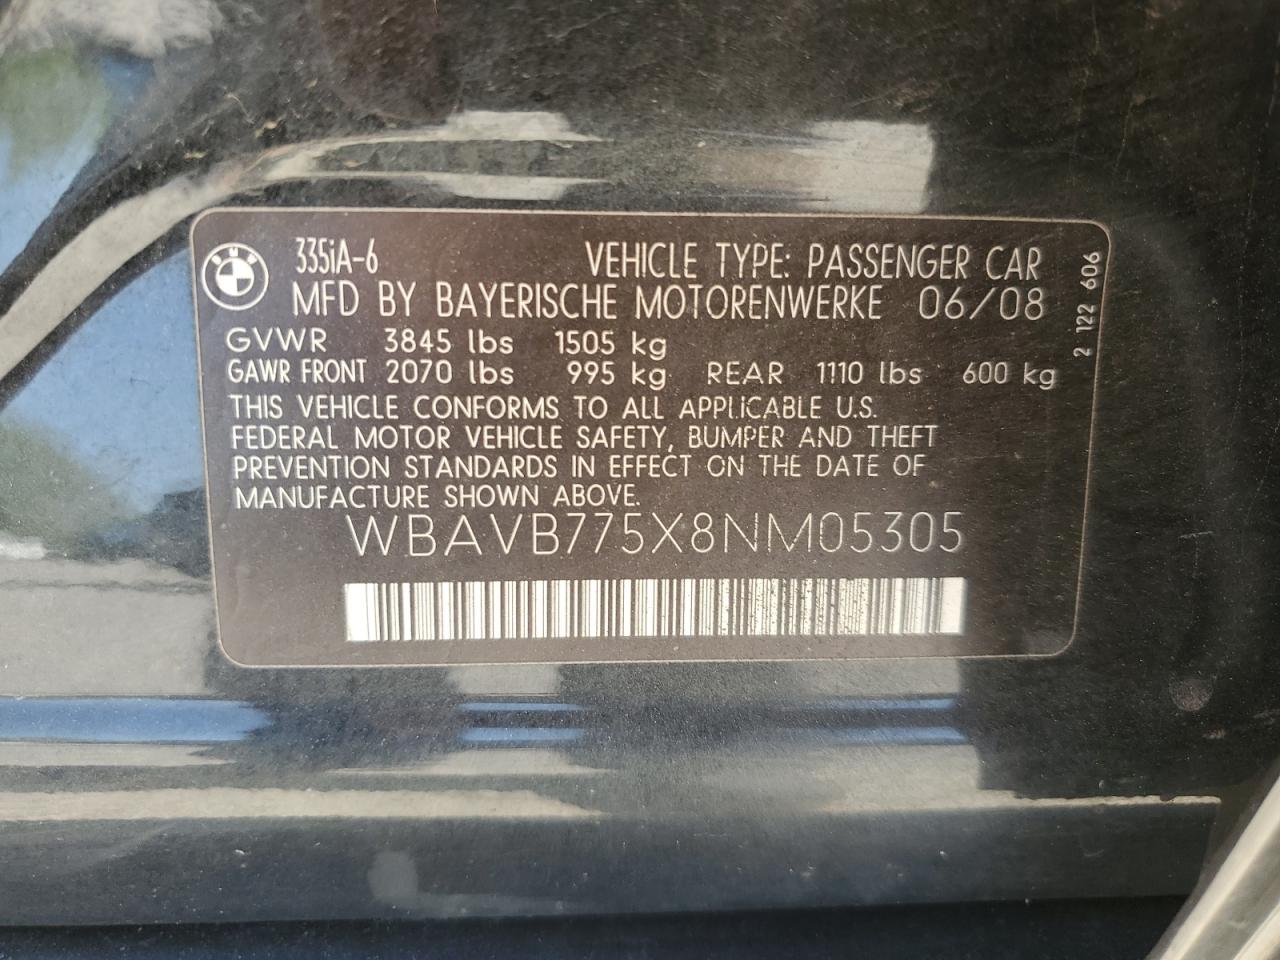 BMW
335iA-6 VEHICLE TYPE: PASSENGER CAR
MFD BY BAYERISCHE MOTORENWERKE 06/08
GVWR 3845 lbs 1505 kg
GAWR FRONT 2070 lbs 995 kg REAR 1110 lbs 600 kg
THIS VEHICLE CONFORMS TO ALL APPLICABLE U.S.
FEDERAL MOTOR VEHICLE SAFETY, BUMPER AND THEFT
PREVENTION STANDARDS IN EFFECT ON THE DATE OF
MANUFACTURE SHOWN ABOVE.
WBAVB775X8NM05305
2 122 606